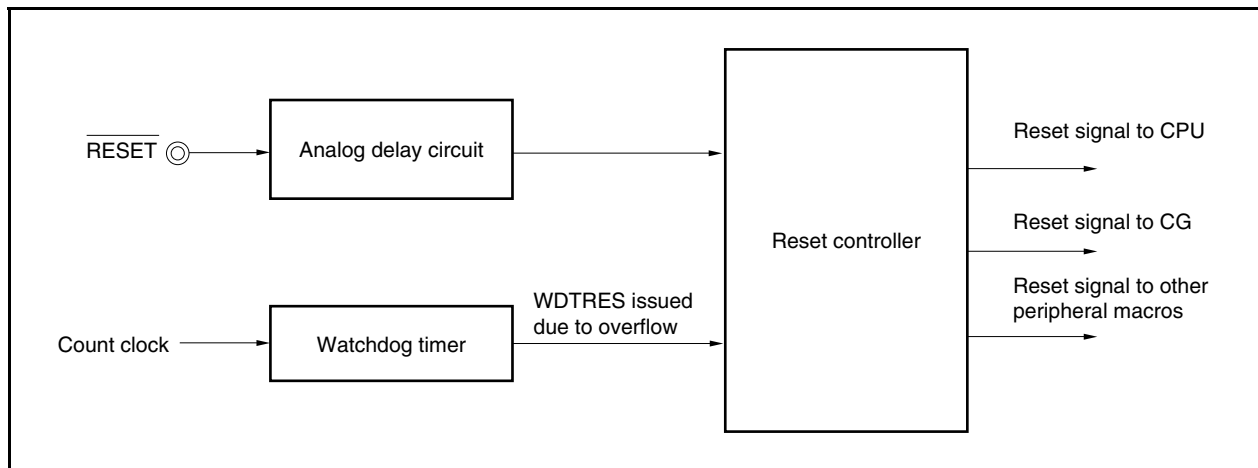 RESET
Analog delay circuit
Reset controller
Reset signal to CPU
Reset signal to CG
Reset signal to other
peripheral macros
Count clock
Watchdog timer
WDTRES issued
due to overflow